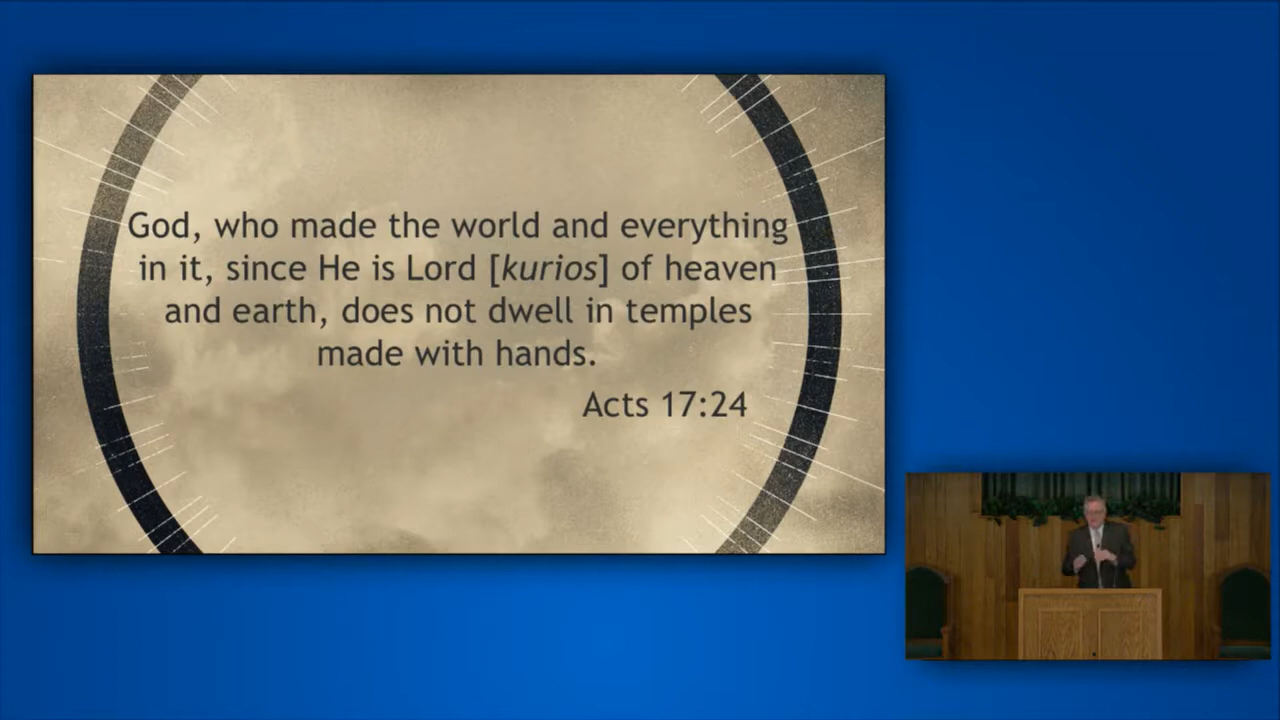 God, who made the world and everything
in it, since He is Lord [kurios] of heaven
and earth, does not dwell in temples
made with hands.
Acts 17:24